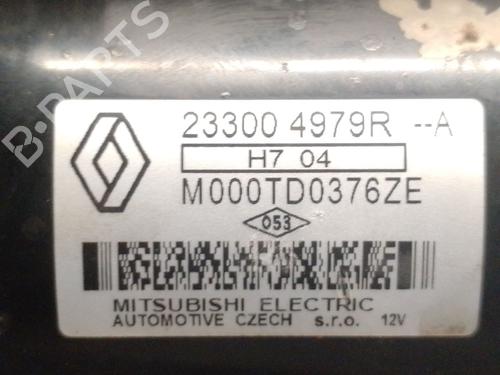 B-PARTS
23300 4979R --A
H7 04
M000TD0376ZE
053
MITSUBISHI ELECTRIC
AUTOMOTIVE CZECH s.r.o. 12V